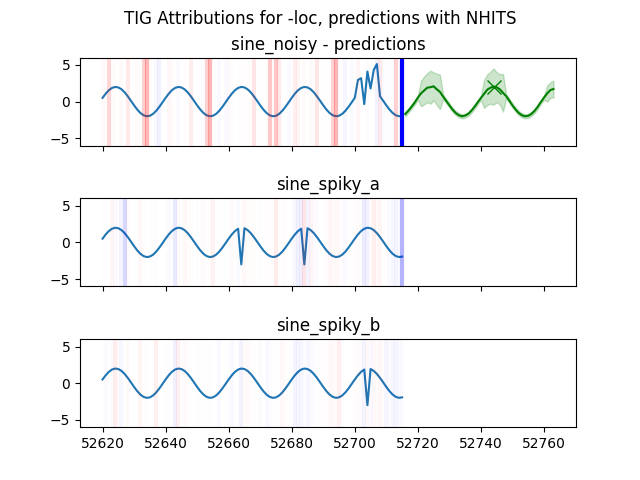 TIG Attributions for -loc, predictions with NHITS
sine_noisy - predictions
5
0
−5
sine_spiky_a
5
0
−5
sine_spiky_b
5
0
−5
52620 52640 52660 52680 52700 52720 52740 52760